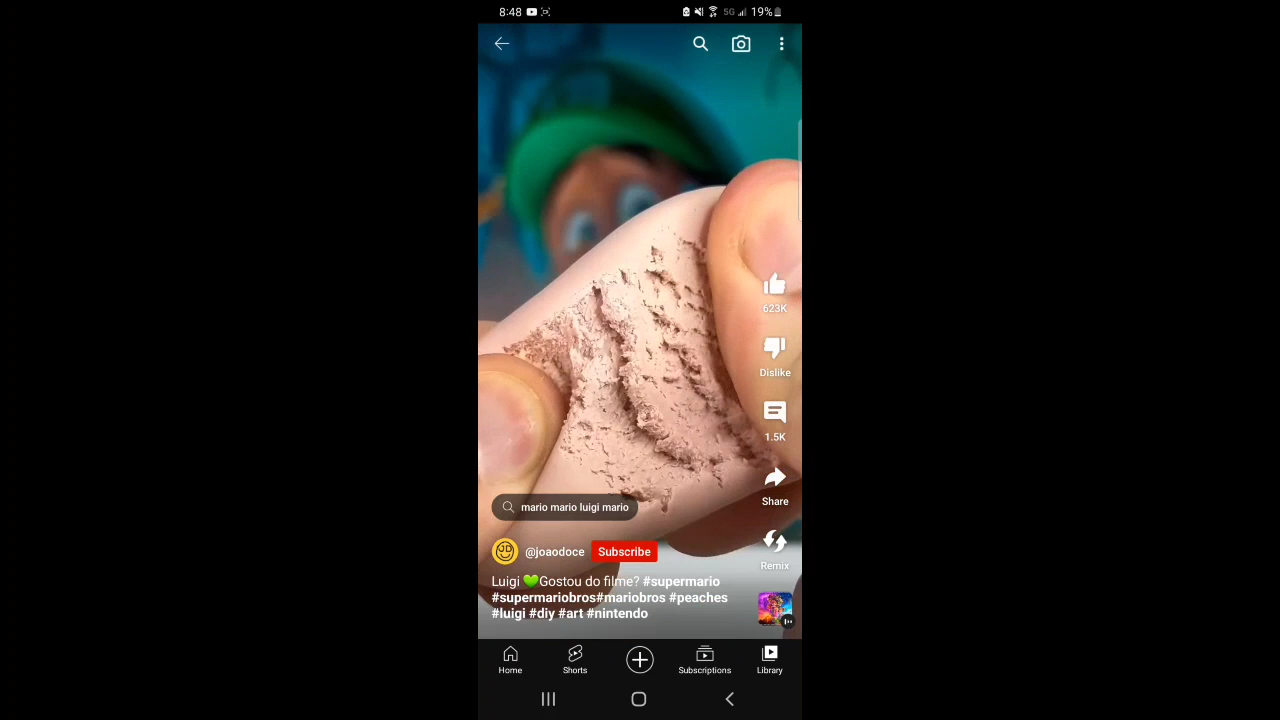 8:48
5G
19%
623K
Dislike
1.5K
Share
mario mario luigi mario
@joaodoce
Subscribe
Remix
Luigi 💚Gostou do filme? #supermario
#supermariobros#mariobros #peaches
#luigi #diy #art #nintendo
Home
Shorts
Subscriptions
Library